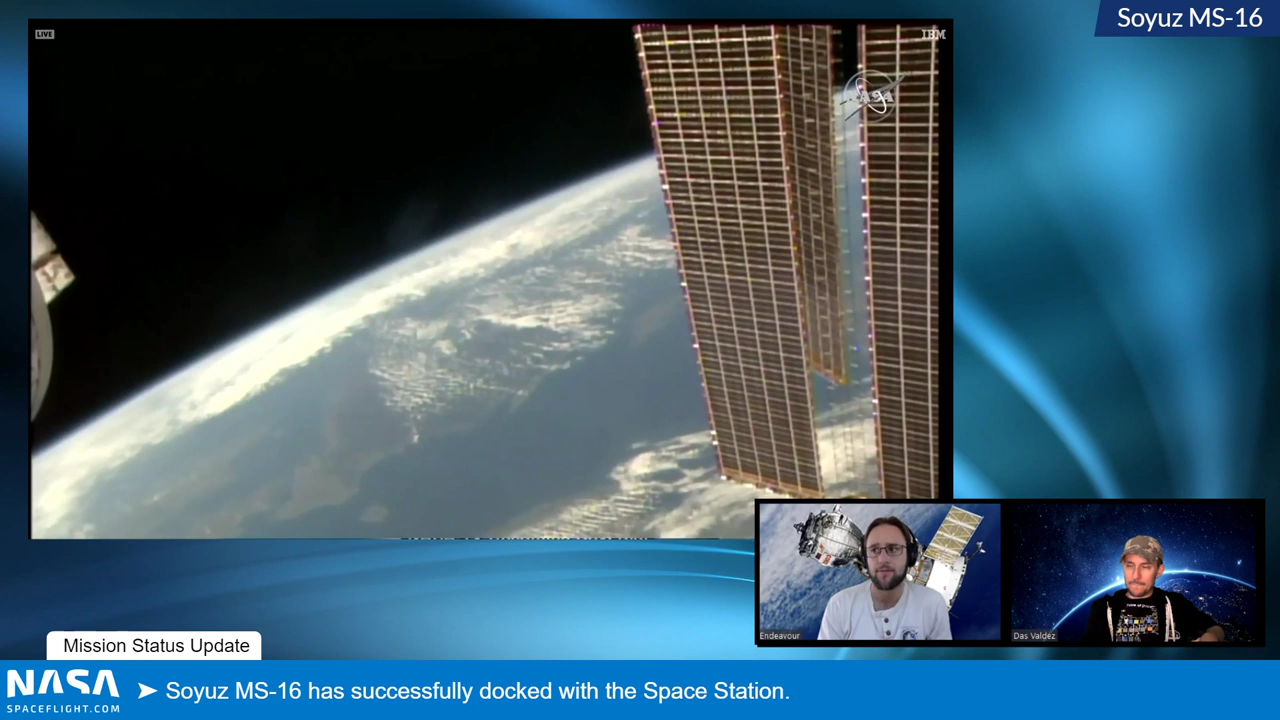 Soyuz MS-16
LIVE
IBM
NASA
Endeavour
Das Valdez
Mission Status Update
NASA
SPACEFLIGHT.COM
Soyuz MS-16 has successfully docked with the Space Station.